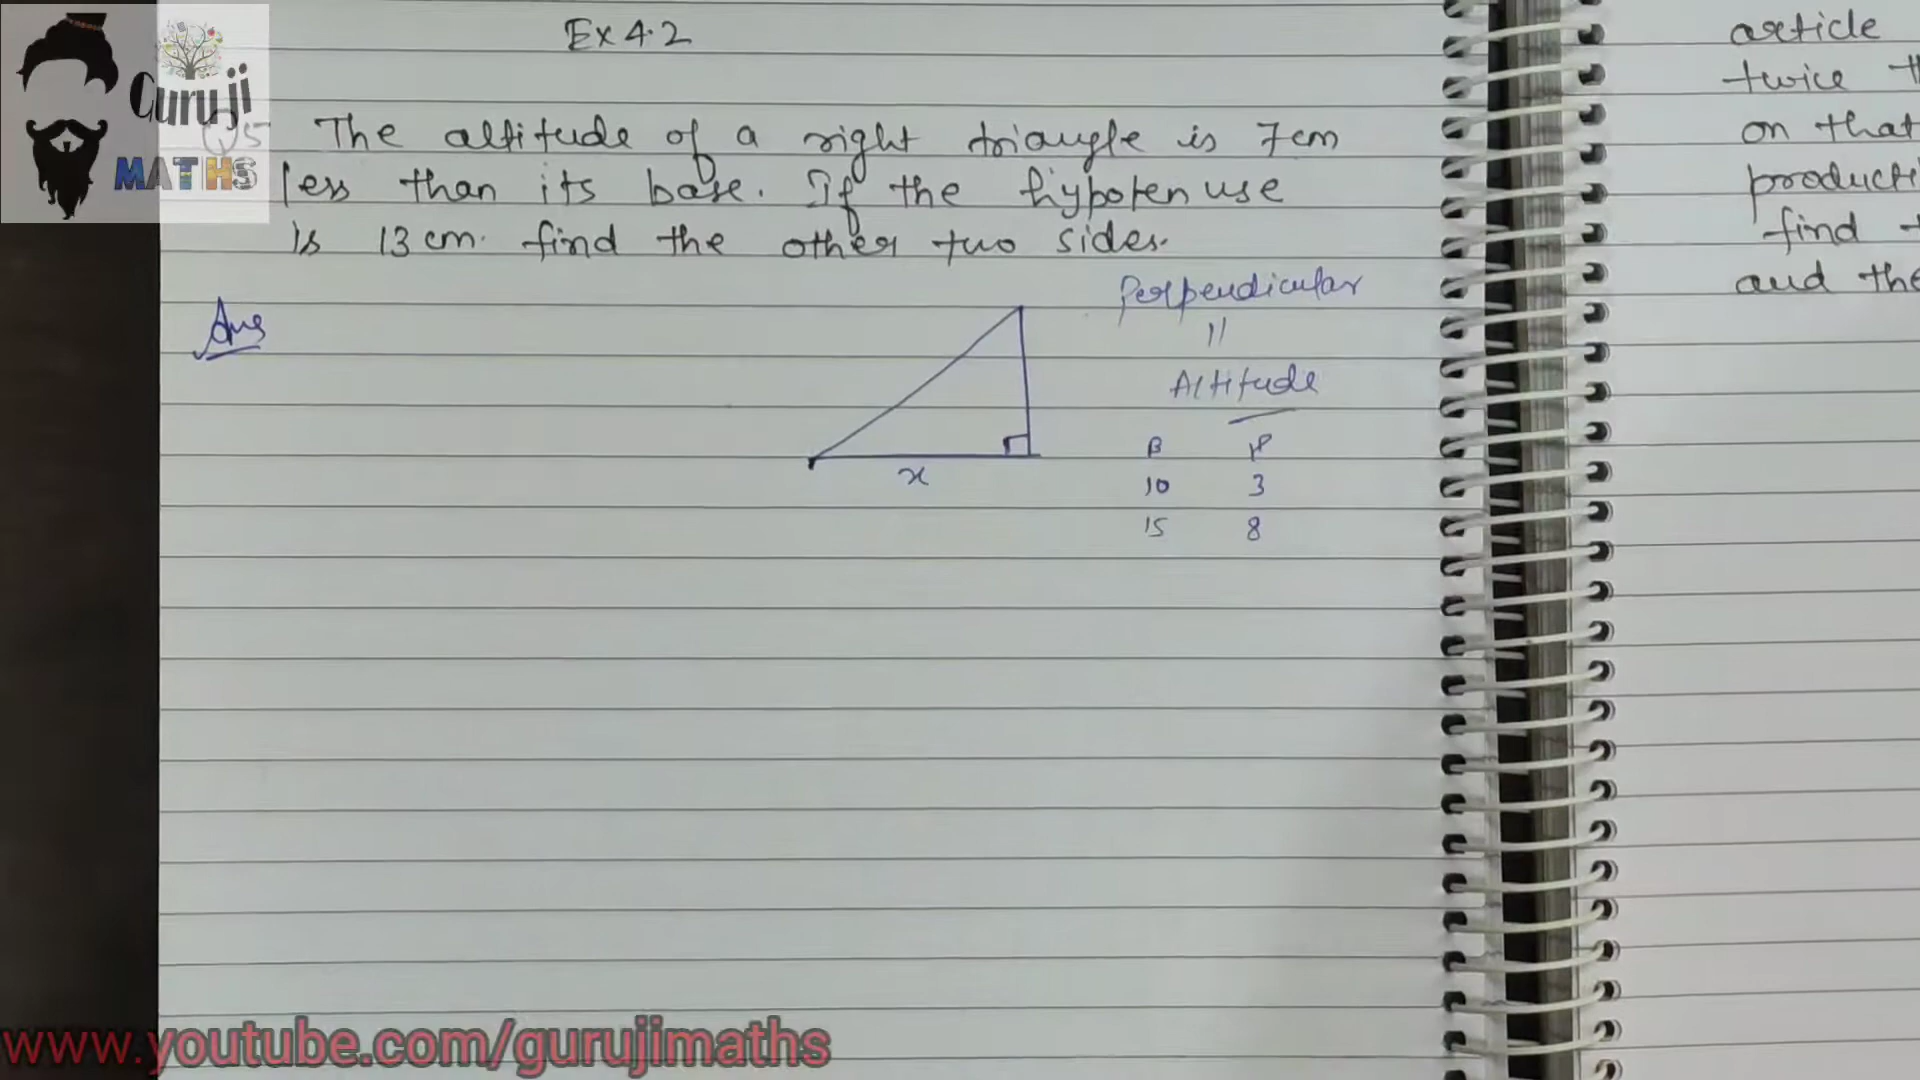 Ex 4.2
Guruji
MATHS
Q5 The altitude of a right triangle is 7cm
less than its base. If the hypotenuse
is 13 cm. find the other two sides.
Ans
Perpendicular
||
Altitude
B P
10 3
15 8
x
article
twice
on that
find
and the
www.youtube.com/gurujimaths